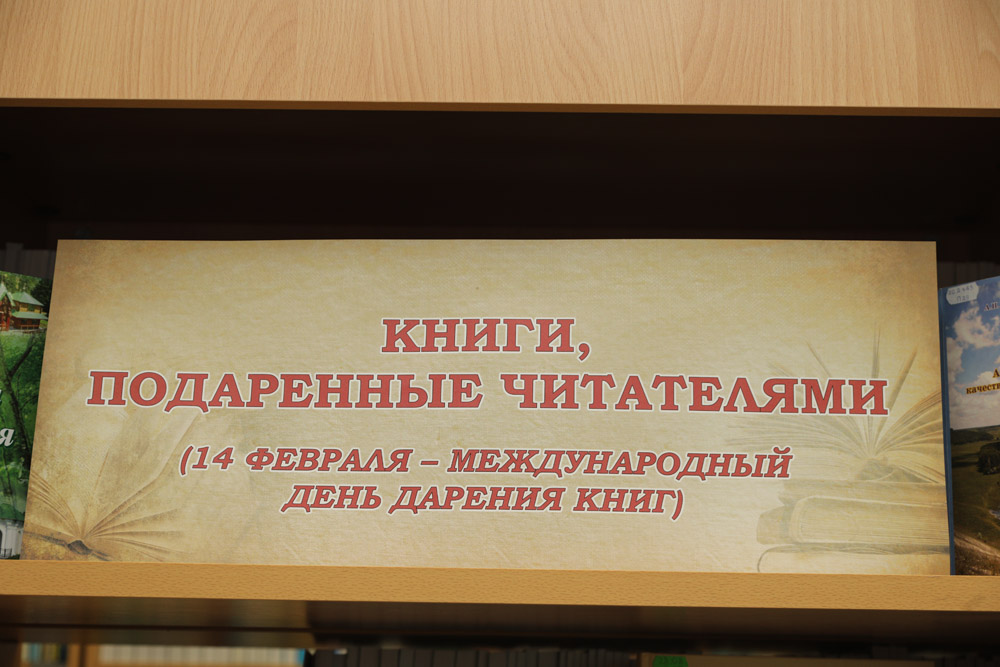 КНИГИ,
ПОДАРЕННЫЕ ЧИТАТЕЛЯМИ
(14 ФЕВРАЛЯ – МЕЖДУНАРОДНЫЙ
ДЕНЬ ДАРЕНИЯ КНИГ)